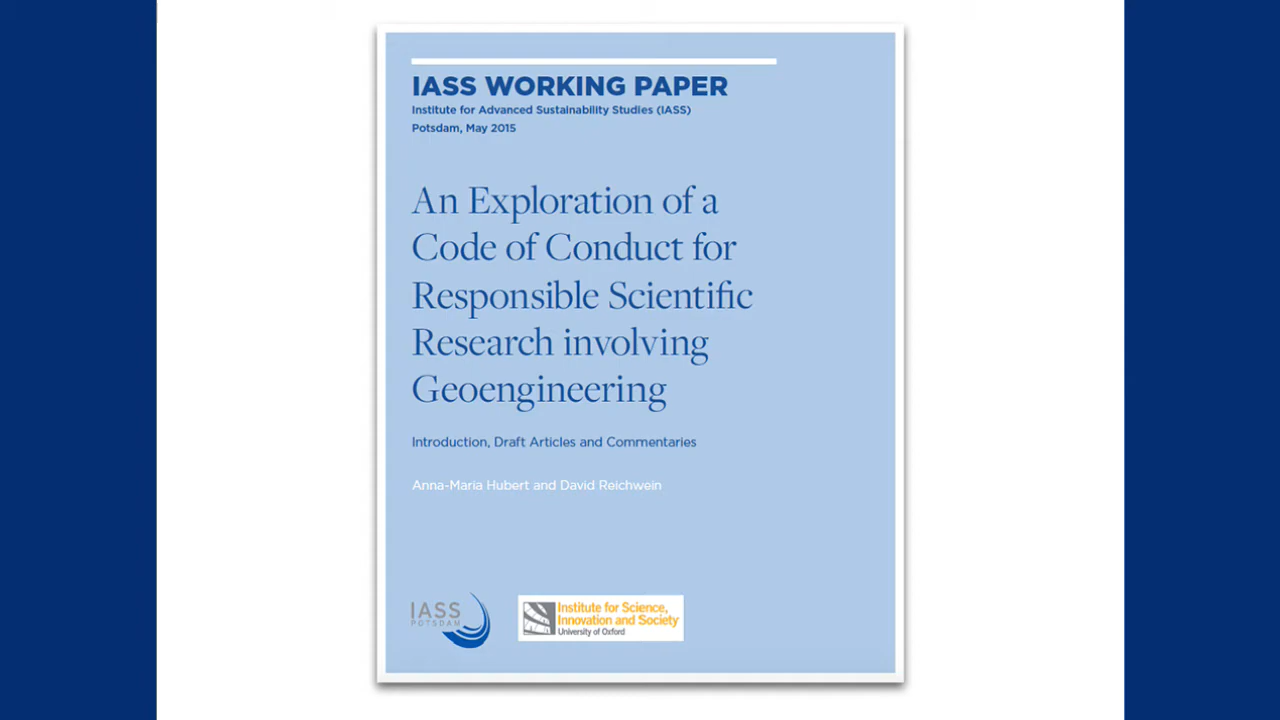 IASS WORKING PAPER
Institute for Advanced Sustainability Studies (IASS)
Potsdam, May 2015
An Exploration of a
Code of Conduct for
Responsible Scientific
Research involving
Geoengineering
Introduction, Draft Articles and Commentaries
Anna-Maria Hubert and David Reichwein
IASS
POTSDAM
Institute for Science,
Innovation and Society
University of Oxford